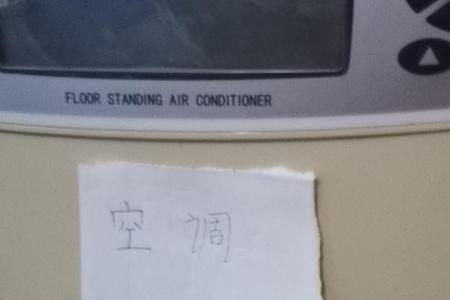 FLOOR STANDING AIR CONDITIONER
空调